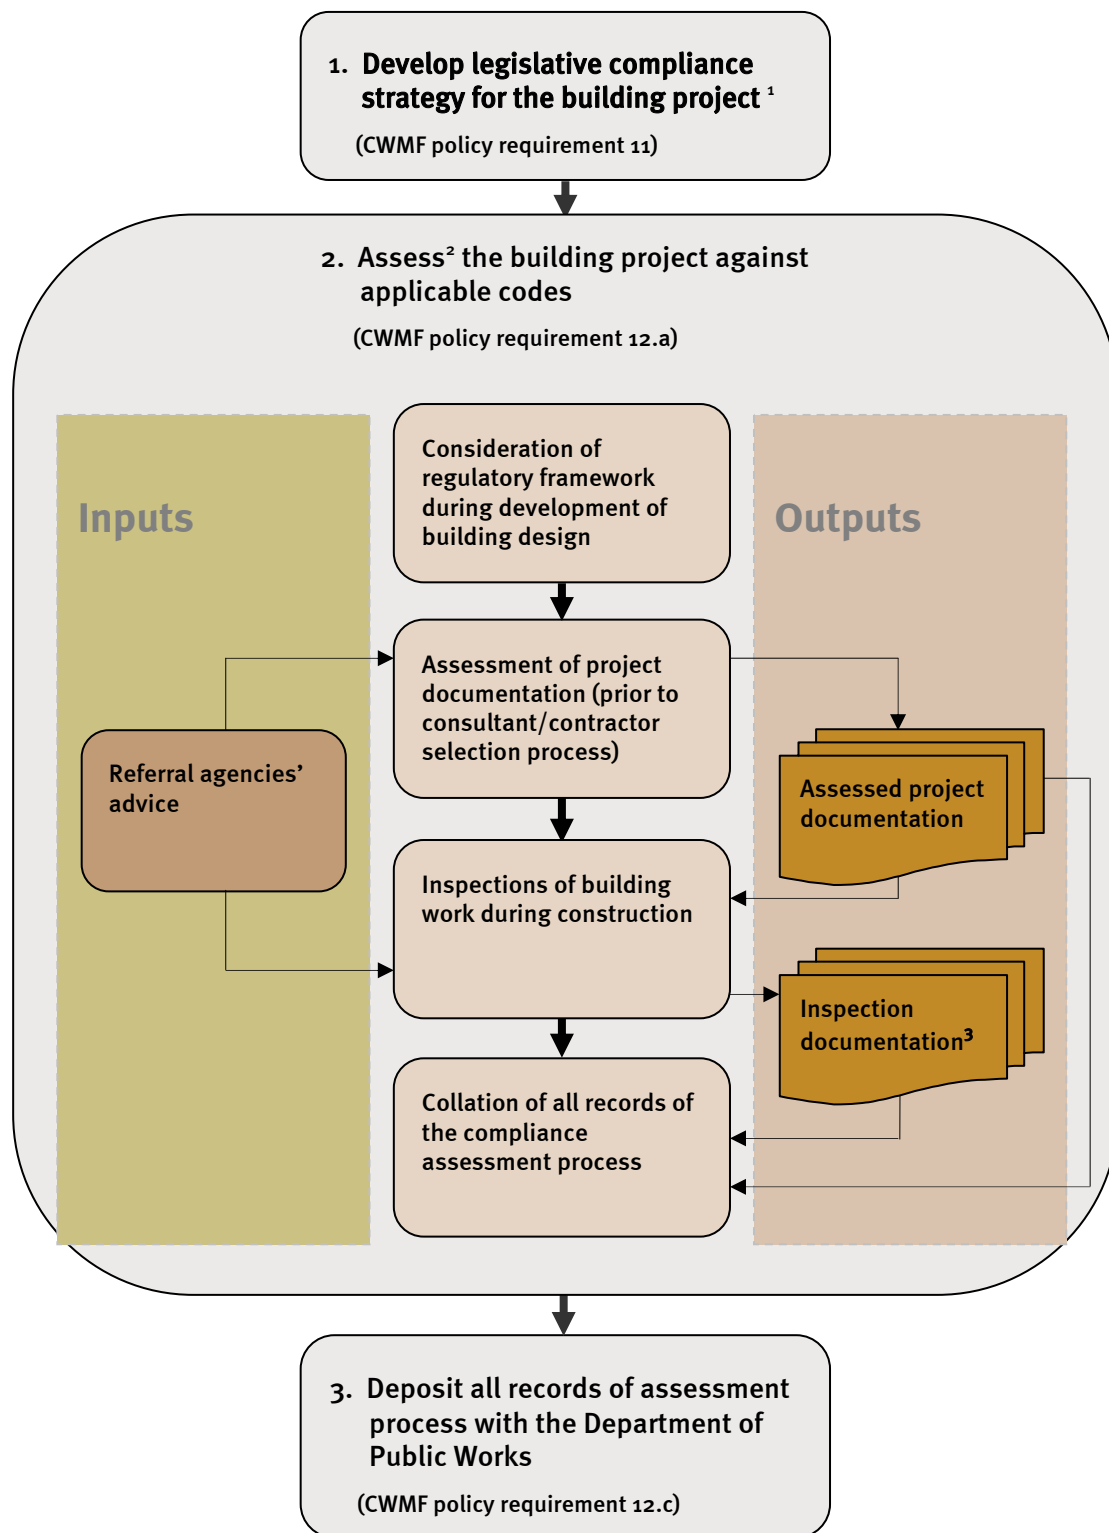 1. Develop legislative compliance
strategy for the building project ¹
(CWMF policy requirement 11)
2. Assess² the building project against
applicable codes
(CWMF policy requirement 12.a)
Inputs
Consideration of
regulatory framework
during development of
building design
Outputs
Assessment of project
documentation (prior to
consultant/contractor
selection process)
Referral agencies’
advice
Assessed project
documentation
Inspections of building
work during construction
Inspection
documentation³
Collation of all records of
the compliance
assessment process
3. Deposit all records of assessment
process with the Department of
Public Works
(CWMF policy requirement 12.c)